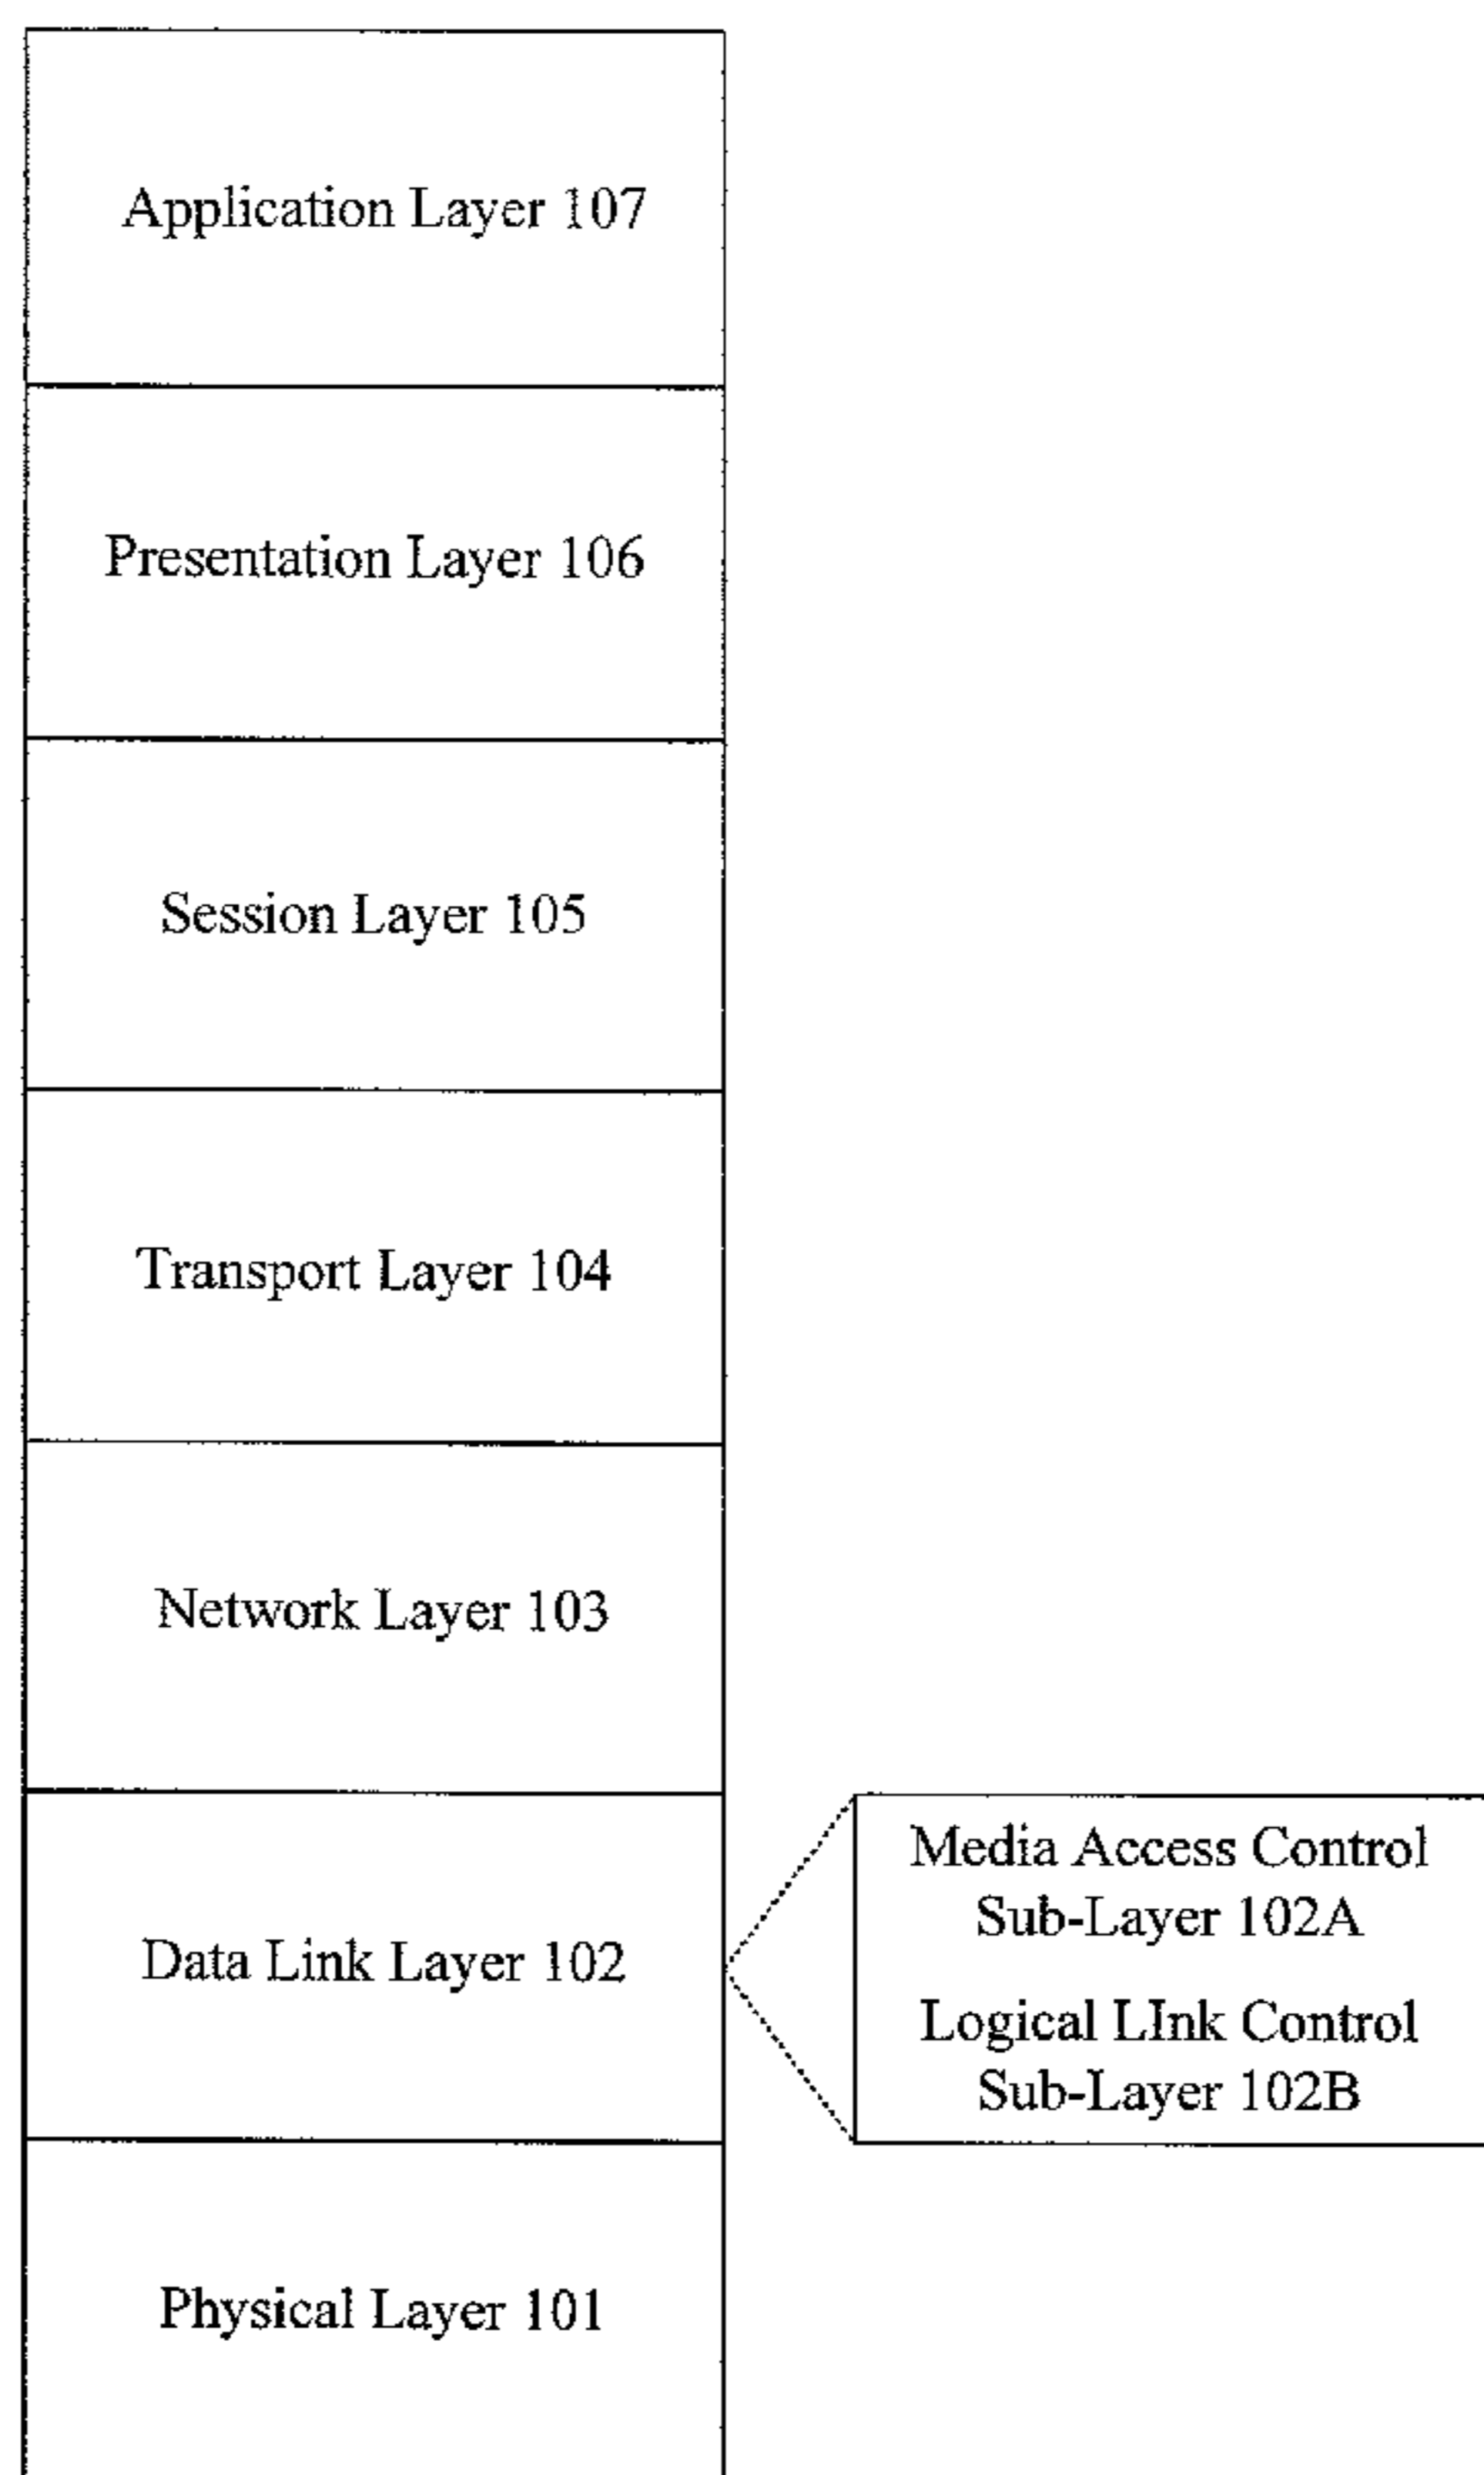 Application Layer 107
Presentation Layer 106
Session Layer 105
Transport Layer 104
Network Layer 103
Data Link Layer 102
Media Access Control
Sub-Layer 102A
Logical LInk Control
Sub-Layer 102B
Physical Layer 101